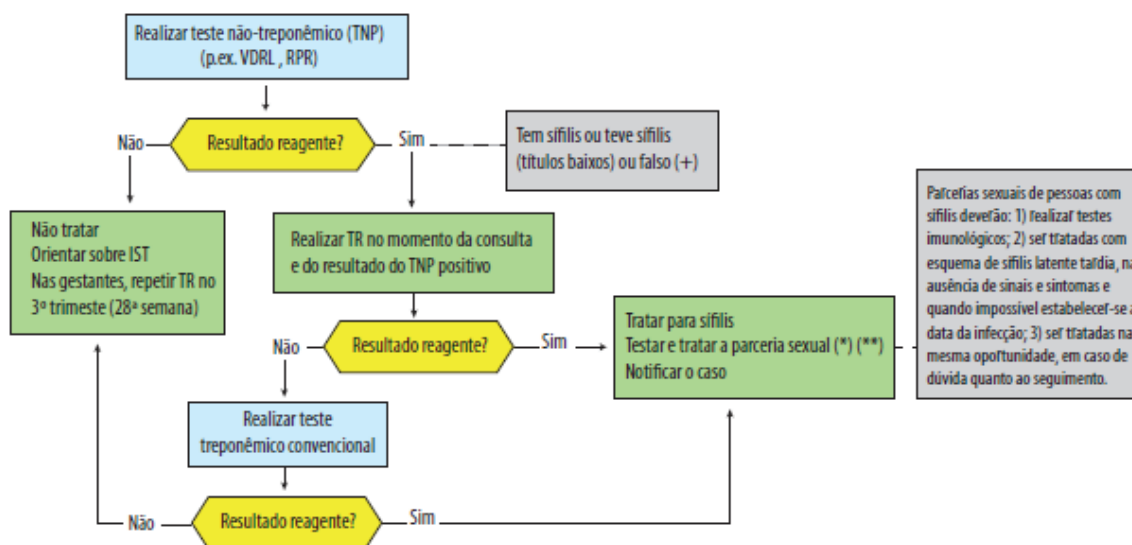 Realizar teste não-treponêmico (TNP)
(p.ex. VDRL , RPR)
Não
Resultado reagente?
Sim
Tem sífilis ou teve sífilis
(títulos baixos) ou falso (+)
Não tratar
Orientar sobre IST
Nas gestantes, repetir TR no
3º trimestre (28ª semana)
Realizar TR no momento da consulta
e do resultado do TNP positivo
Parcerias sexuais de pessoas com
sífilis deverão: 1) realizar testes
imunológicos; 2) ser tratadas com
esquema de sífilis latente tardia, na
ausência de sinais e sintomas e
quando impossível estabelecer-se a
data da infecção; 3) ser tratadas na
mesma oportunidade, em caso de
dúvida quanto ao seguimento.
Não
Resultado reagente?
Sim
Tratar para sífilis
Testar e tratar a parceria sexual (*) (**)
Notificar o caso
Realizar teste
treponêmico convencional
Não
Resultado reagente?
Sim